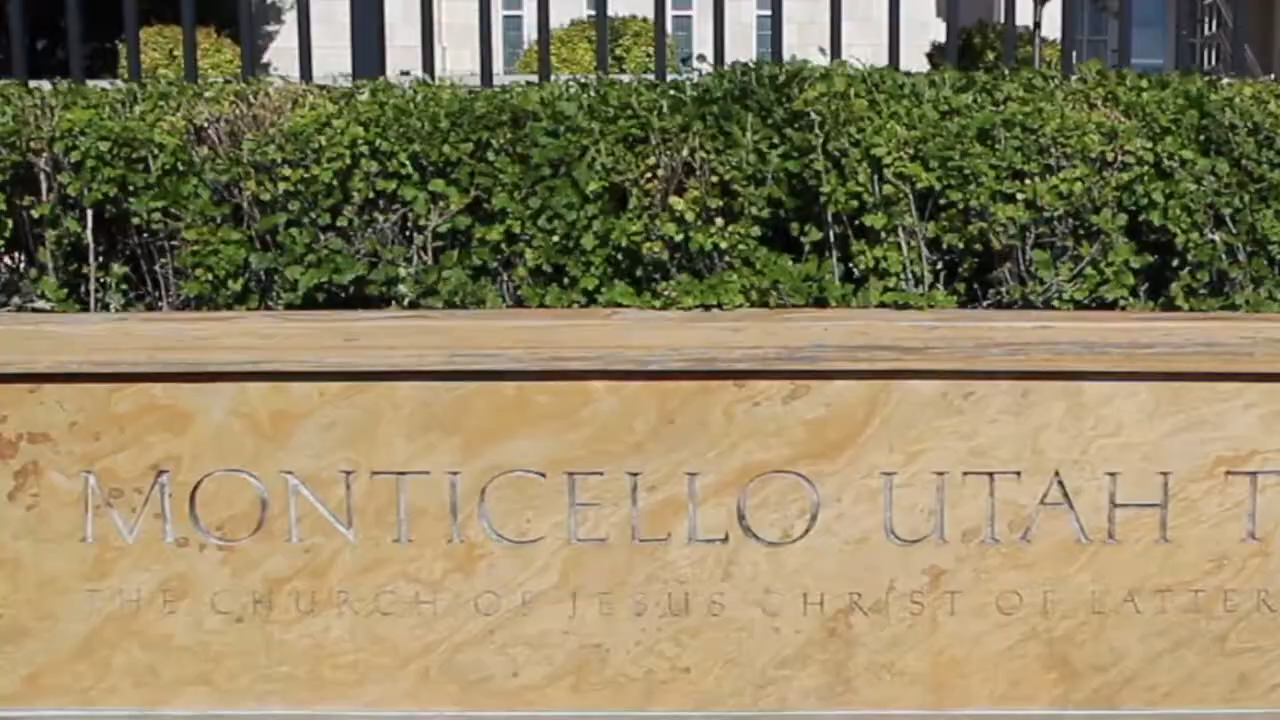 MONTICELLO UTAH T
THE CHURCH OF JESUS CHRIST OF LATTER